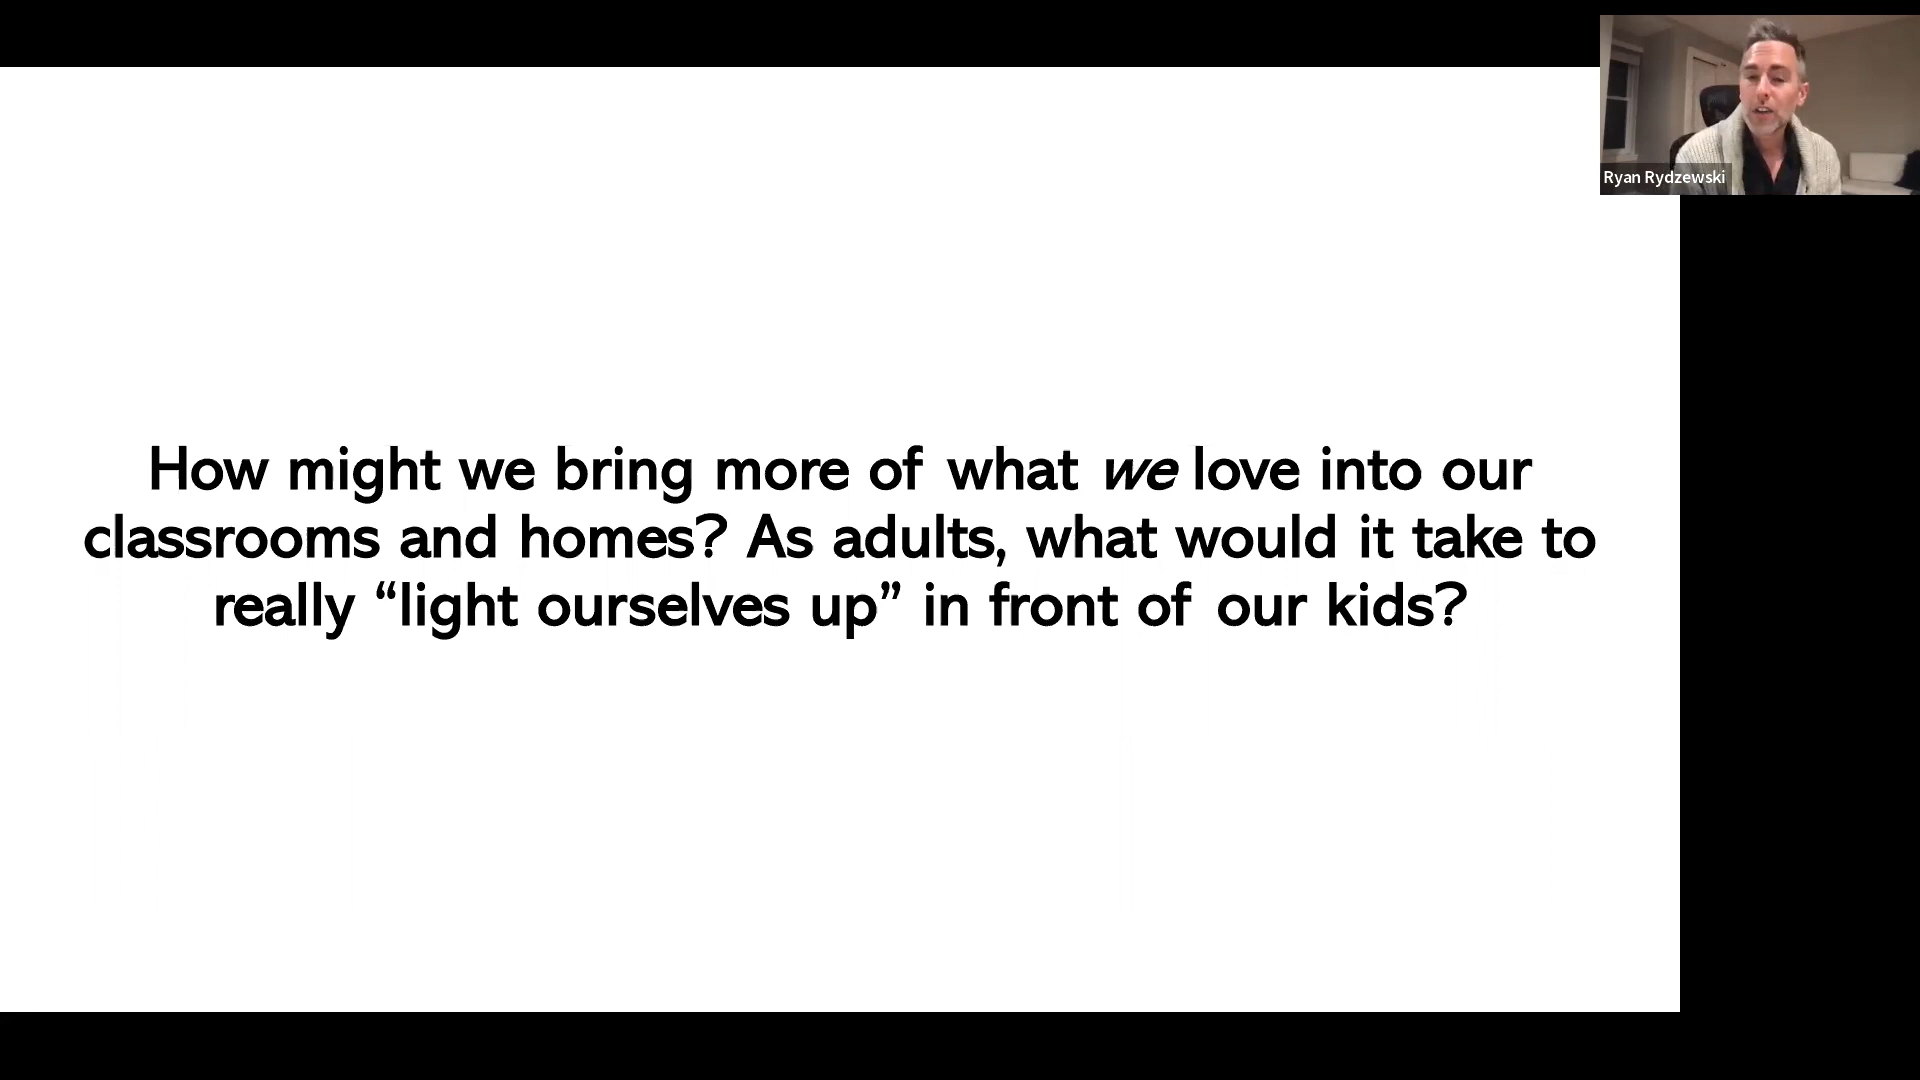 Ryan Rydzewski
How might we bring more of what we love into our
classrooms and homes? As adults, what would it take to
really “light ourselves up” in front of our kids?